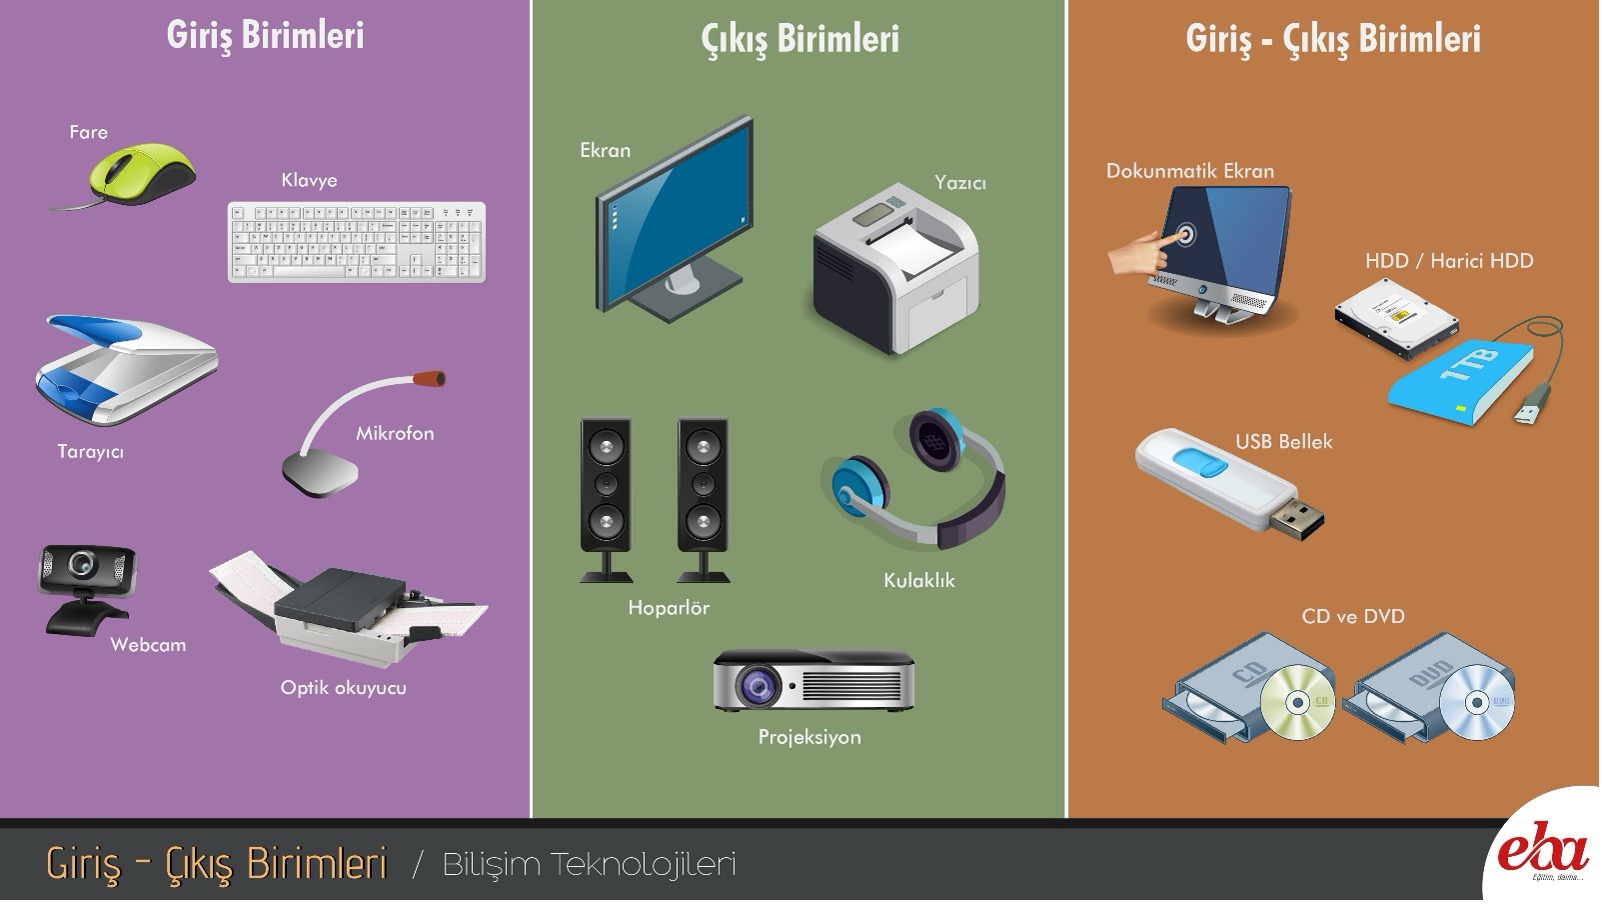 Giriş Birimleri
Fare
Klavye
Tarayıcı
Mikrofon
Webcam
Optik okuyucu
Çıkış Birimleri
Ekran
Yazıcı
Hoparlör
Kulaklık
Projeksiyon
Giriş - Çıkış Birimleri
Dokunmatik Ekran
HDD / Harici HDD
1TB
USB Bellek
CD ve DVD
CD
CD
DVD
DVD
Giriş - Çıkış Birimleri / Bilişim Teknolojileri
eba
Eğitim, daima...